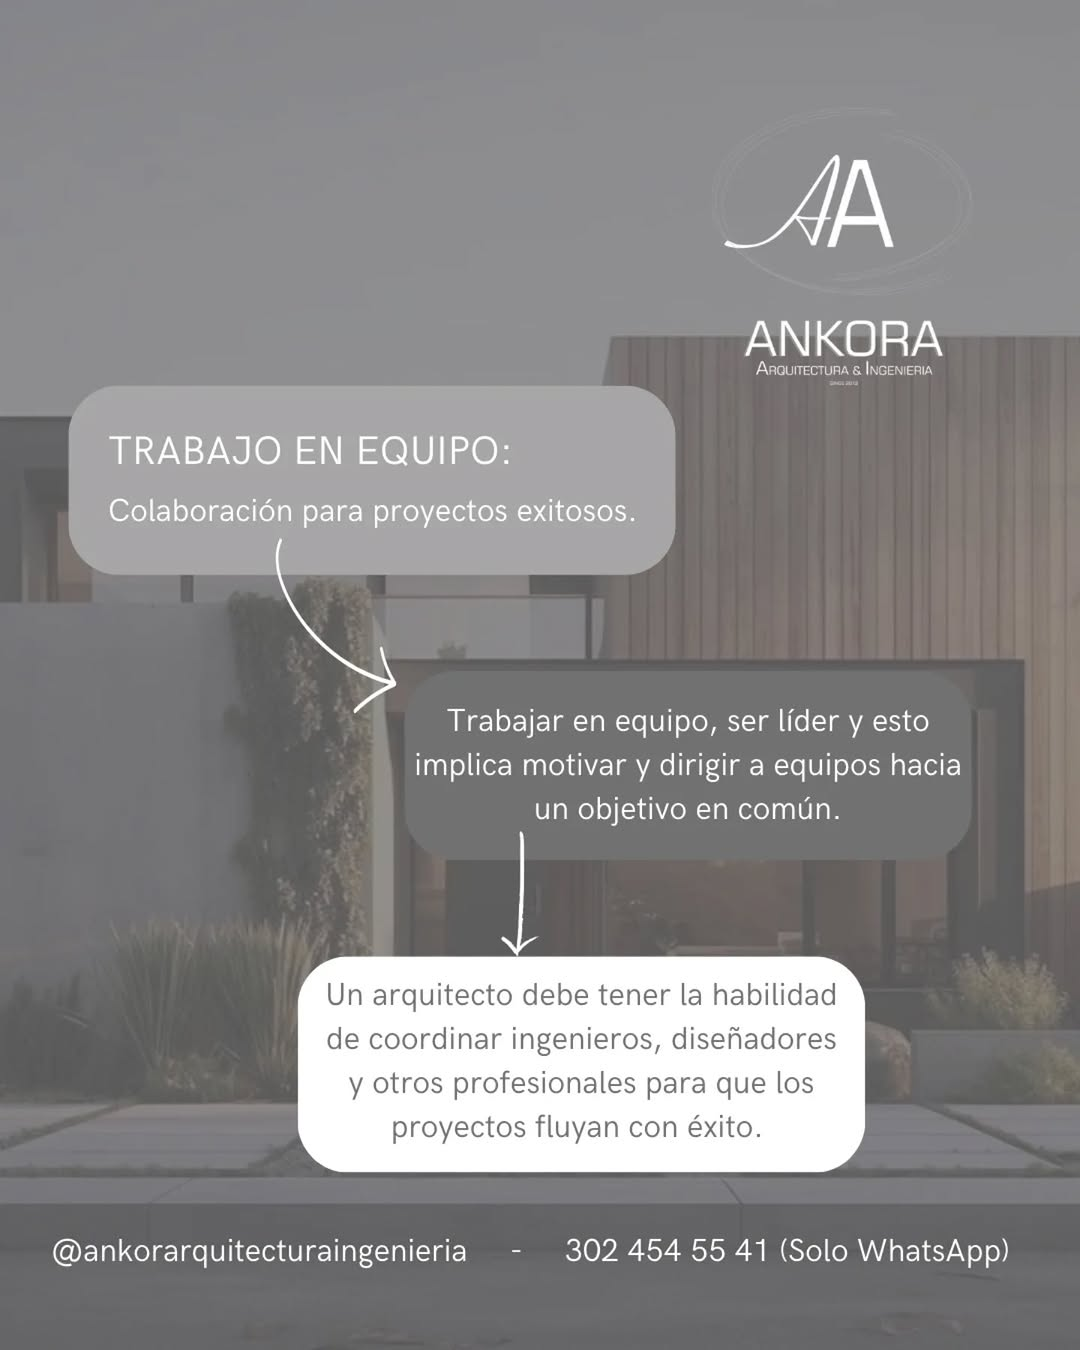 AA
ANKORA
ARQUITECTURA & INGENIERIA
SINCE 2012
TRABAJO EN EQUIPO:
Colaboración para proyectos exitosos.
Trabajar en equipo, ser líder y esto
implica motivar y dirigir a equipos hacia
un objetivo en común.
Un arquitecto debe tener la habilidad
de coordinar ingenieros, diseñadores
y otros profesionales para que los
proyectos fluyan con éxito.
@ankorarquitecturaingenieria - 302 454 55 41 (Solo WhatsApp)